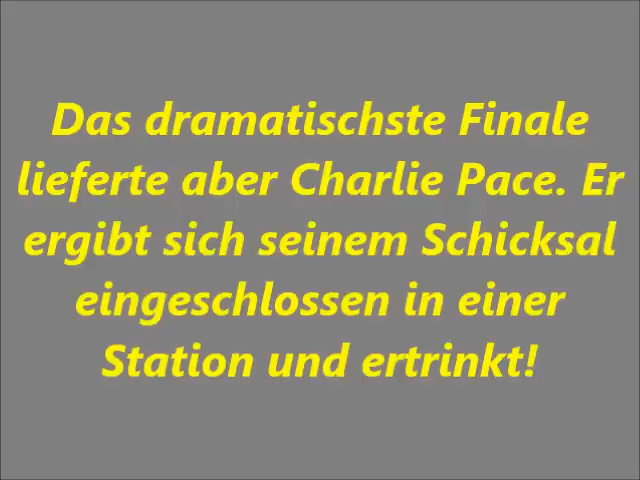 Das dramatischste Finale
lieferte aber Charlie Pace. Er
ergibt sich seinem Schicksal
eingeschlossen in einer
Station und ertrinkt!